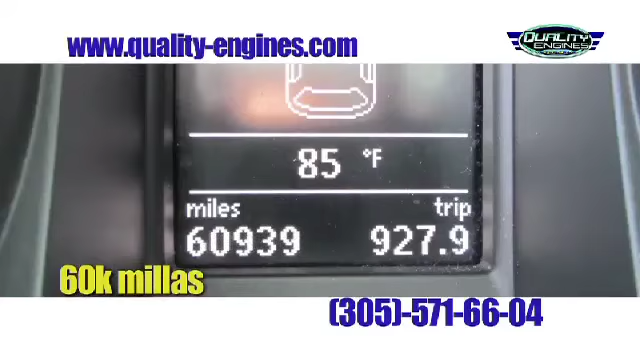 www.quality-engines.com
QUALITY
ENGINES
85 °F
miles trip
60939 927.9
60k millas
(305)-571-66-04